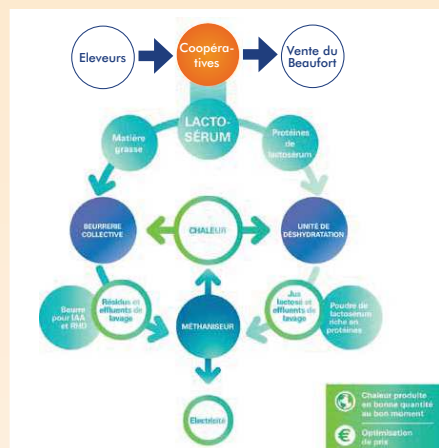 Eleveurs
Coopéra-
tives
Vente du
Beaufort
LACTO-
SÉRUM
Matière
grasse
Protéines
de
lactosérum
BEURRERIE
COLLECTIVE
CHALEUR
UNITÉ DE
DÉSHYDRATATION
Beurre
pour IAA
et RHD
Résidus et
effluents de
lavage
MÉTHANISEUR
Jus
lactosé et
effluents de
lavage
Poudre de
lactosérum
riche en
protéines
Electricité
Chaleur produite
en bonne quantité
au bon moment
Optimisation
de prix